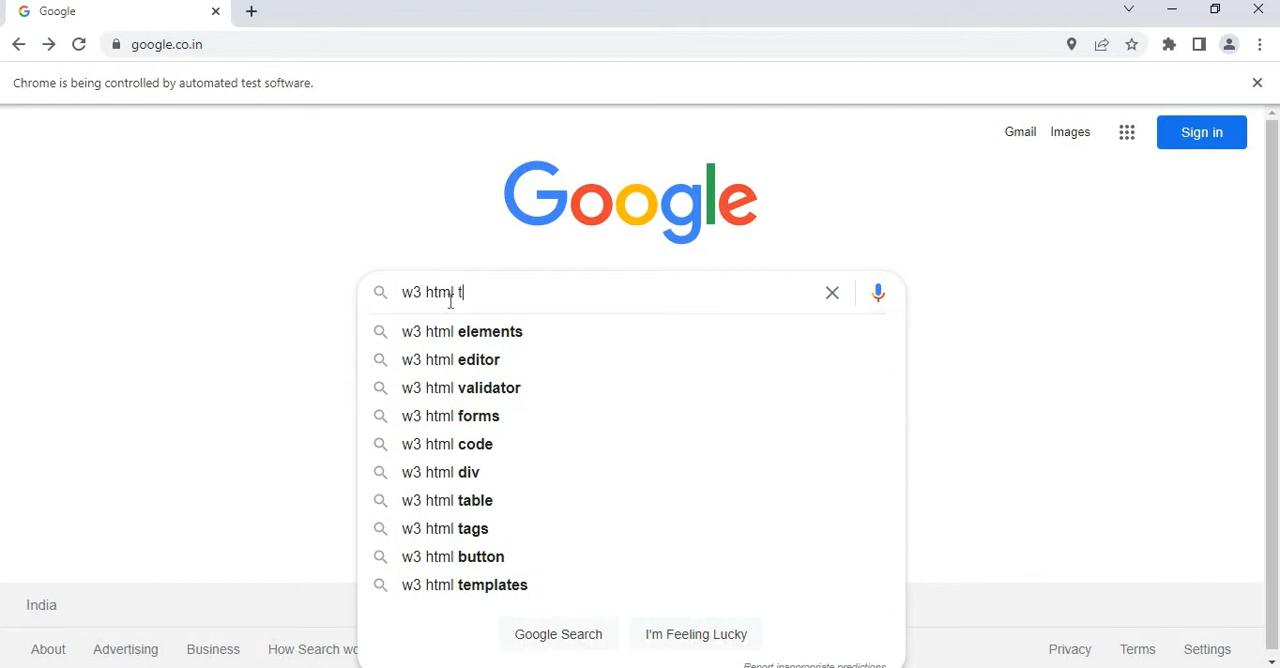 Google
google.co.in
Chrome is being controlled by automated test software.
Gmail Images Sign in
Google
w3 html t
w3 html elements
w3 html editor
w3 html validator
w3 html forms
w3 html code
w3 html div
w3 html table
w3 html tags
w3 html button
w3 html templates
Google Search I'm Feeling Lucky
India
Report inappropriate predictions
About Advertising Business How Search Privacy Terms Settings